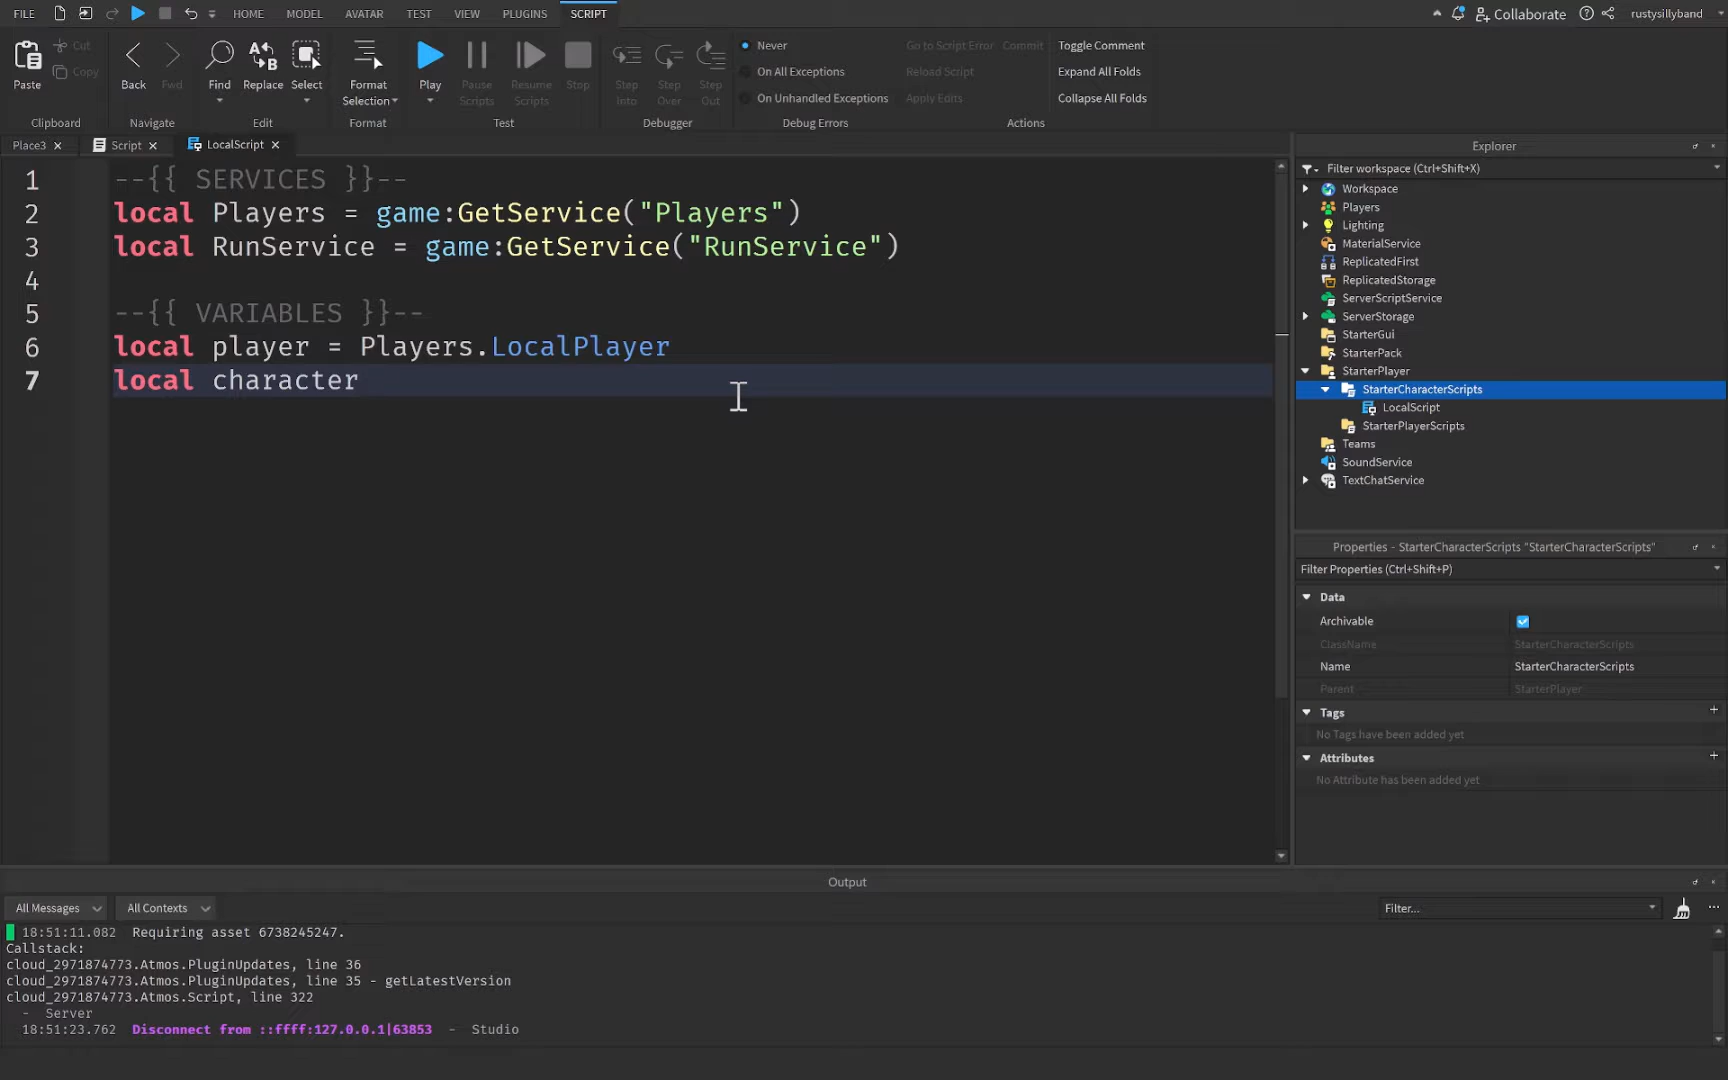 FILE HOME MODEL AVATAR TEST VIEW PLUGINS SCRIPT Collaborate rustysillyband
Paste Cut Copy
Clipboard
Back Fwd
Navigate
Find Replace Select
Edit
Format Selection
Format
Play Pause Scripts Resume Scripts Stop
Test
Step Into Step Over Step Out
Debugger
Never
On All Exceptions
On Unhandled Exceptions
Debug Errors
Go to Script Error Commit
Reload Script
Apply Edits
Toggle Comment
Expand All Folds
Collapse All Folds
Actions
Place3 Script LocalScript
1 --{{ SERVICES }}--
2 local Players = game:GetService("Players")
3 local RunService = game:GetService("RunService")
4
5 --{{ VARIABLES }}--
6 local player = Players.LocalPlayer
7 local character
Explorer
Filter workspace (Ctrl+Shift+X)
Workspace
Players
Lighting
MaterialService
ReplicatedFirst
ReplicatedStorage
ServerScriptService
ServerStorage
StarterGui
StarterPack
StarterPlayer
StarterCharacterScripts
LocalScript
StarterPlayerScripts
Teams
SoundService
TextChatService
Properties - StarterCharacterScripts "StarterCharacterScripts"
Filter Properties (Ctrl+Shift+P)
Data
Archivable
ClassName StarterCharacterScripts
Name StarterCharacterScripts
Parent StarterPlayer
Tags
No Tags have been added yet
Attributes
No Attribute has been added yet
Output
All Messages All Contexts Filter...
18:51:11.082 Requiring asset 6738245247.
Callstack:
cloud_2971874773.Atmos.PluginUpdates, line 36
cloud_2971874773.Atmos.PluginUpdates, line 35 - getLatestVersion
cloud_2971874773.Atmos.Script, line 322
- Server
18:51:23.762 Disconnect from ::ffff:127.0.0.1|63853 - Studio